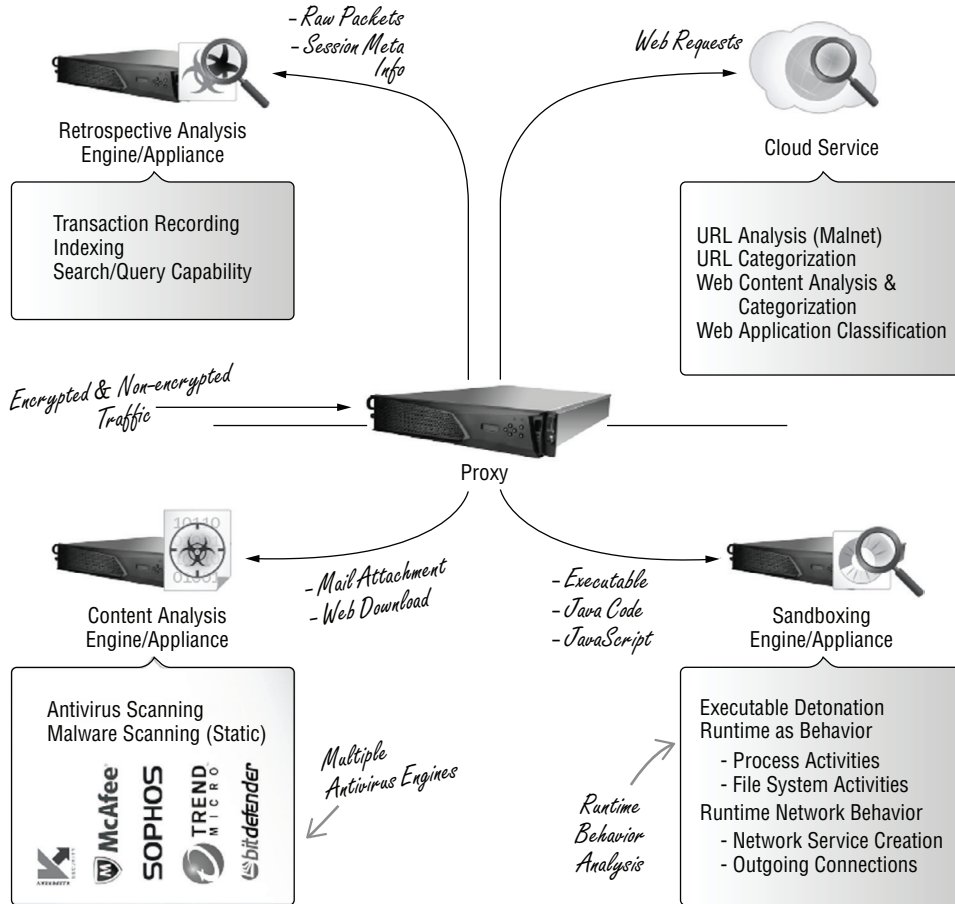 - Raw Packets
- Session Meta
Info
Web Requests
Retrospective Analysis
Engine/Appliance
Transaction Recording
Indexing
Search/Query Capability
Cloud Service
URL Analysis (Malnet)
URL Categorization
Web Content Analysis &
Categorization
Web Application Classification
Encrypted & Non-encrypted
Traffic
Proxy
10110
01001
Content Analysis
Engine/Appliance
- Mail Attachment
- Web Download
- Executable
- Java Code
- JavaScript
Sandboxing
Engine/Appliance
Antivirus Scanning
Malware Scanning (Static)
McAfee
SOPHOS
TREND
MICRO
bitdefender
Multiple
Antivirus Engines
Runtime
Behavior
Analysis
Executable Detonation
Runtime as Behavior
- Process Activities
- File System Activities
Runtime Network Behavior
- Network Service Creation
- Outgoing Connections